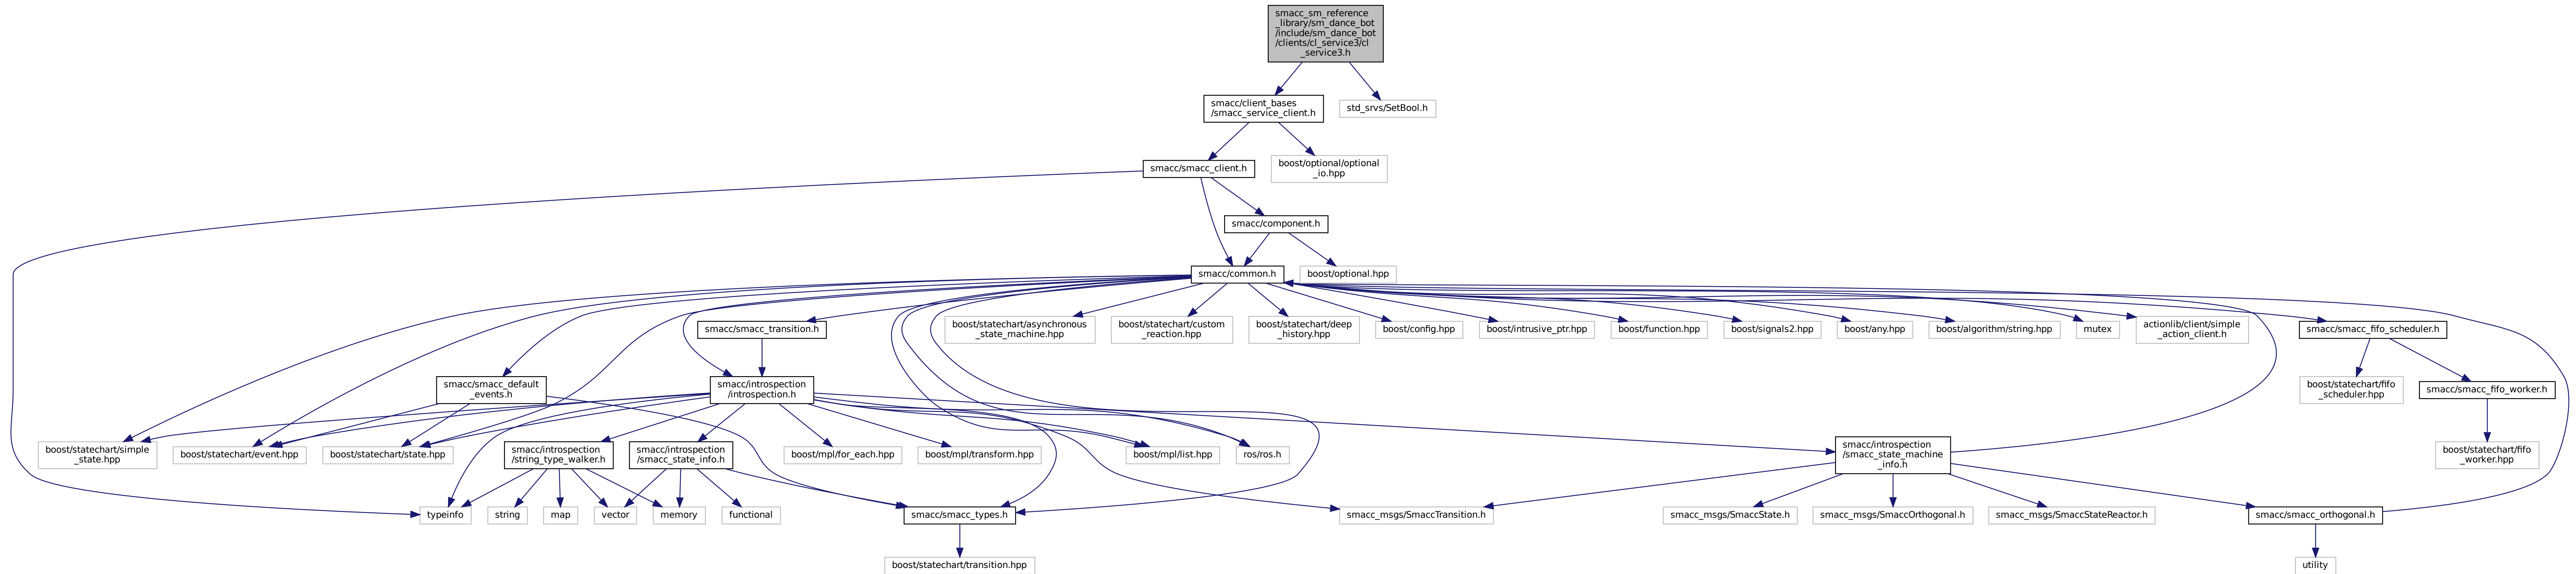 smacc_sm_reference
_library/sm_dance_bot
/include/sm_dance_bot
/clients/cl_service3/cl
_service3.h
smacc/client_bases
/smacc_service_client.h
std_srvs/SetBool.h
smacc/smacc_client.h
boost/optional/optional
_io.hpp
smacc/component.h
smacc/common.h
boost/optional.hpp
smacc/smacc_transition.h
boost/statechart/asynchronous
_state_machine.hpp
boost/statechart/custom
_reaction.hpp
boost/statechart/deep
_history.hpp
boost/config.hpp
boost/intrusive_ptr.hpp
boost/function.hpp
boost/signals2.hpp
boost/any.hpp
boost/algorithm/string.hpp
mutex
actionlib/client/simple
_action_client.h
smacc/smacc_fifo_scheduler.h
smacc/smacc_default
_events.h
smacc/introspection
/introspection.h
boost/statechart/fifo
_scheduler.hpp
smacc/smacc_fifo_worker.h
boost/statechart/simple
_state.hpp
boost/statechart/event.hpp
boost/statechart/state.hpp
smacc/introspection
/string_type_walker.h
smacc/introspection
/smacc_state_info.h
boost/mpl/for_each.hpp
boost/mpl/transform.hpp
boost/mpl/list.hpp
ros/ros.h
smacc/introspection
/smacc_state_machine
_info.h
boost/statechart/fifo
_worker.hpp
typeinfo
string
map
vector
memory
functional
smacc/smacc_types.h
smacc_msgs/SmaccTransition.h
smacc_msgs/SmaccState.h
smacc_msgs/SmaccOrthogonal.h
smacc_msgs/SmaccStateReactor.h
smacc/smacc_orthogonal.h
boost/statechart/transition.hpp
utility